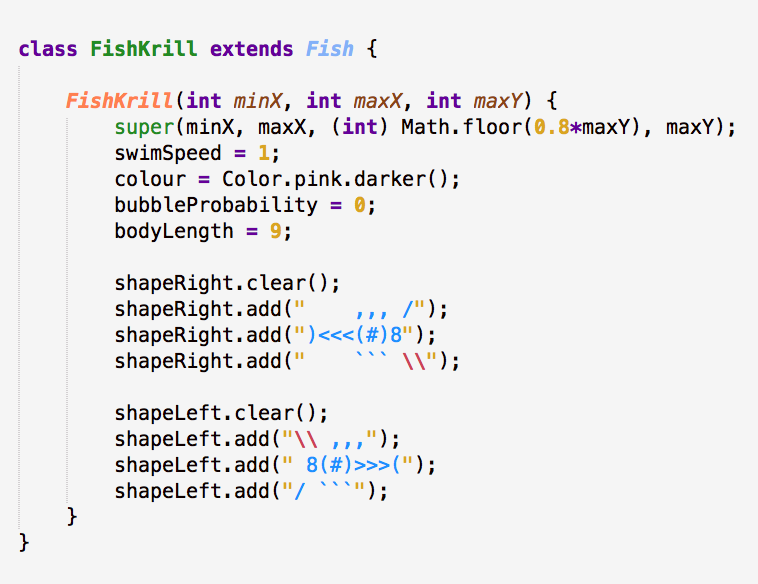 class FishKrill extends Fish {
    FishKrill(int minX, int maxX, int maxY) {
        super(minX, maxX, (int) Math.floor(0.8*maxY), maxY);
        swimSpeed = 1;
        colour = Color.pink.darker();
        bubbleProbability = 0;
        bodyLength = 9;
        shapeRight.clear();
        shapeRight.add("    ,,, /");
        shapeRight.add(")<<<(#)8");
        shapeRight.add("    ``` \\");
        shapeLeft.clear();
        shapeLeft.add("\\ ,,,");
        shapeLeft.add(" 8(#)>>>(");
        shapeLeft.add("/ ```");
    }
}